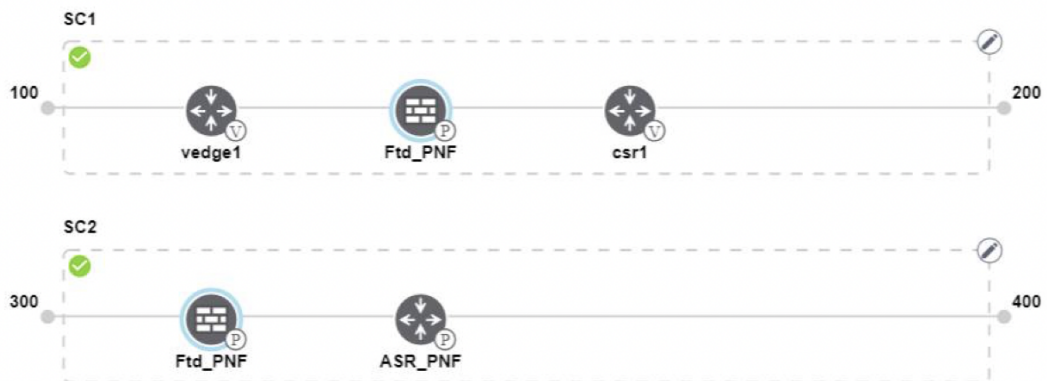 SC1
100
200
V
P
V
vedge1
Ftd_PNF
csr1
SC2
300
400
P
P
Ftd_PNF
ASR_PNF